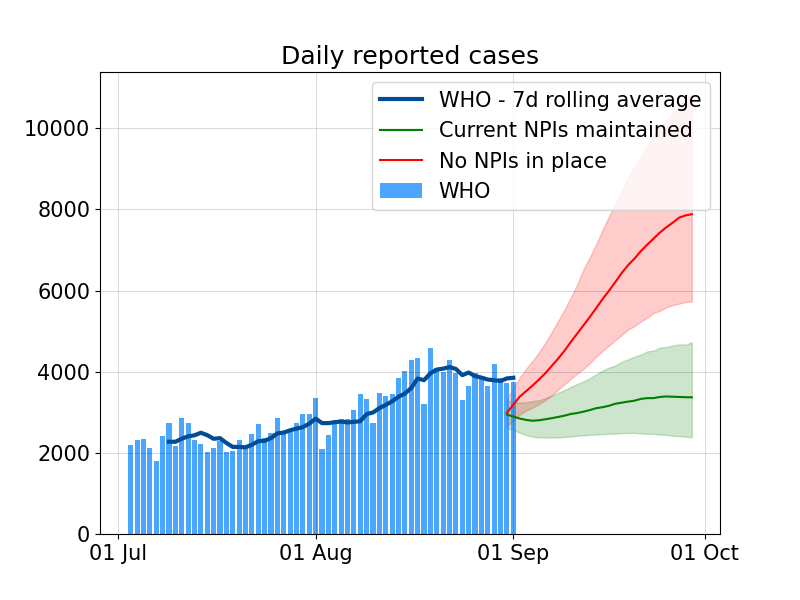 Daily reported cases
WHO - 7d rolling average
Current NPIs maintained
No NPIs in place
WHO
10000
8000
6000
4000
2000
0
01 Jul
01 Aug
01 Sep
01 Oct